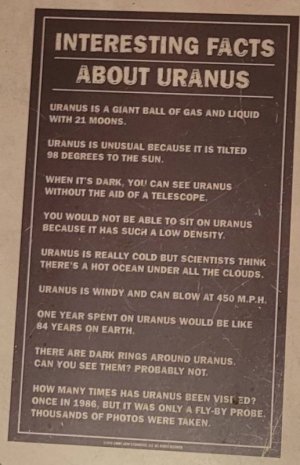 INTERESTING FACTS
ABOUT URANUS
URANUS IS A GIANT BALL OF GAS AND LIQUID
WITH 21 MOONS.
URANUS IS UNUSUAL BECAUSE IT IS TILTED
98 DEGREES TO THE SUN.
WHEN IT'S DARK, YOU CAN SEE URANUS
WITHOUT THE AID OF A TELESCOPE.
YOU WOULD NOT BE ABLE TO SIT ON URANUS
BECAUSE IT HAS SUCH A LOW DENSITY.
URANUS IS REALLY COLD BUT SCIENTISTS THINK
THERE'S A HOT OCEAN UNDER ALL THE CLOUDS.
URANUS IS WINDY AND CAN BLOW AT 450 M.P.H.
ONE YEAR SPENT ON URANUS WOULD BE LIKE
84 YEARS ON EARTH.
THERE ARE DARK RINGS AROUND URANUS.
CAN YOU SEE THEM? PROBABLY NOT.
HOW MANY TIMES HAS URANUS BEEN VISITED?
ONCE IN 1986, BUT IT WAS ONLY A FLY-BY PROBE.
THOUSANDS OF PHOTOS WERE TAKEN.